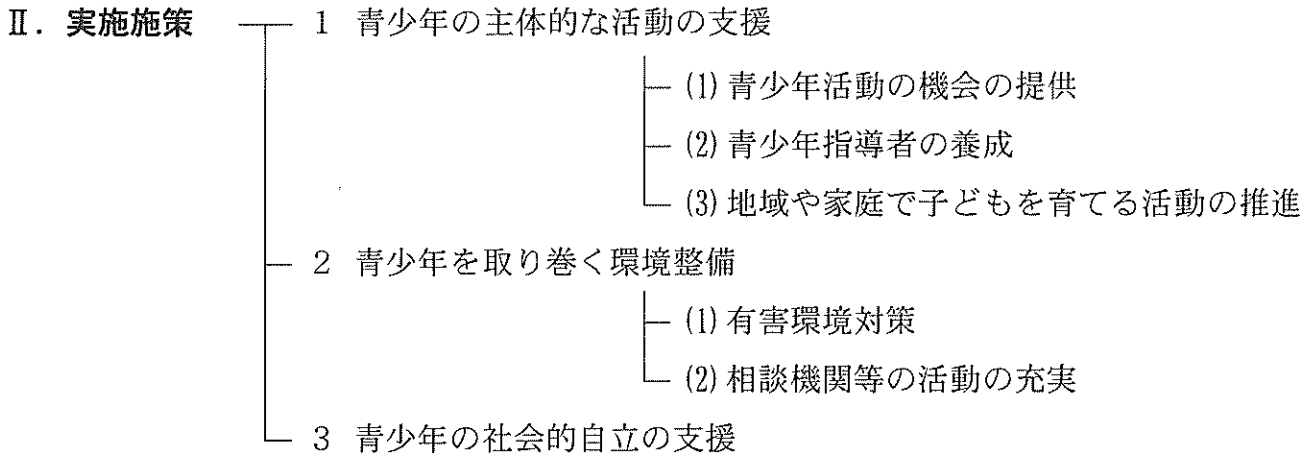 Ⅱ．実施施策 1 青少年の主体的な活動の支援
(1) 青少年活動の機会の提供
(2) 青少年指導者の養成
(3) 地域や家庭で子どもを育てる活動の推進
2 青少年を取り巻く環境整備
(1) 有害環境対策
(2) 相談機関等の活動の充実
3 青少年の社会的自立の支援